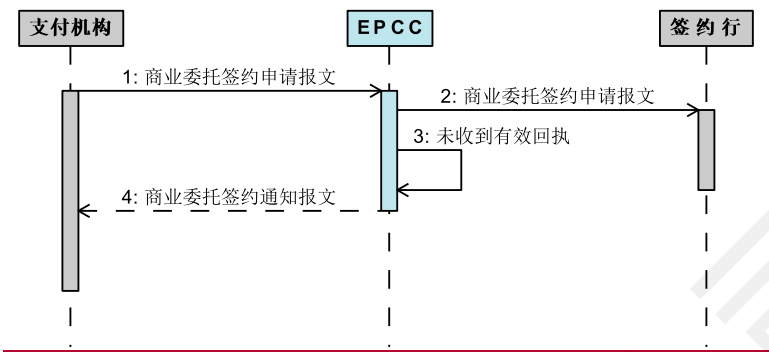 支付机构
EPCC
签约行
1: 商业委托签约申请报文
2: 商业委托签约申请报文
3: 未收到有效回执
4: 商业委托签约通知报文